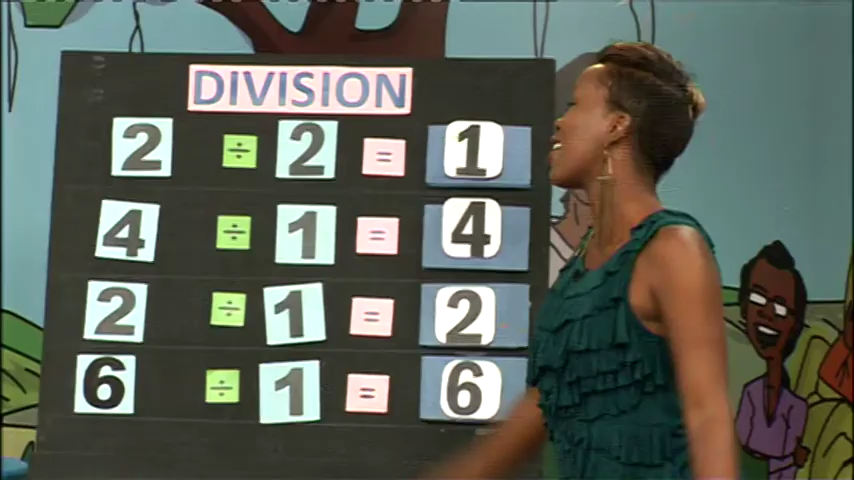 DIVISION
2 ÷ 2 = 1
4 ÷ 1 = 4
2 ÷ 1 = 2
6 ÷ 1 = 6